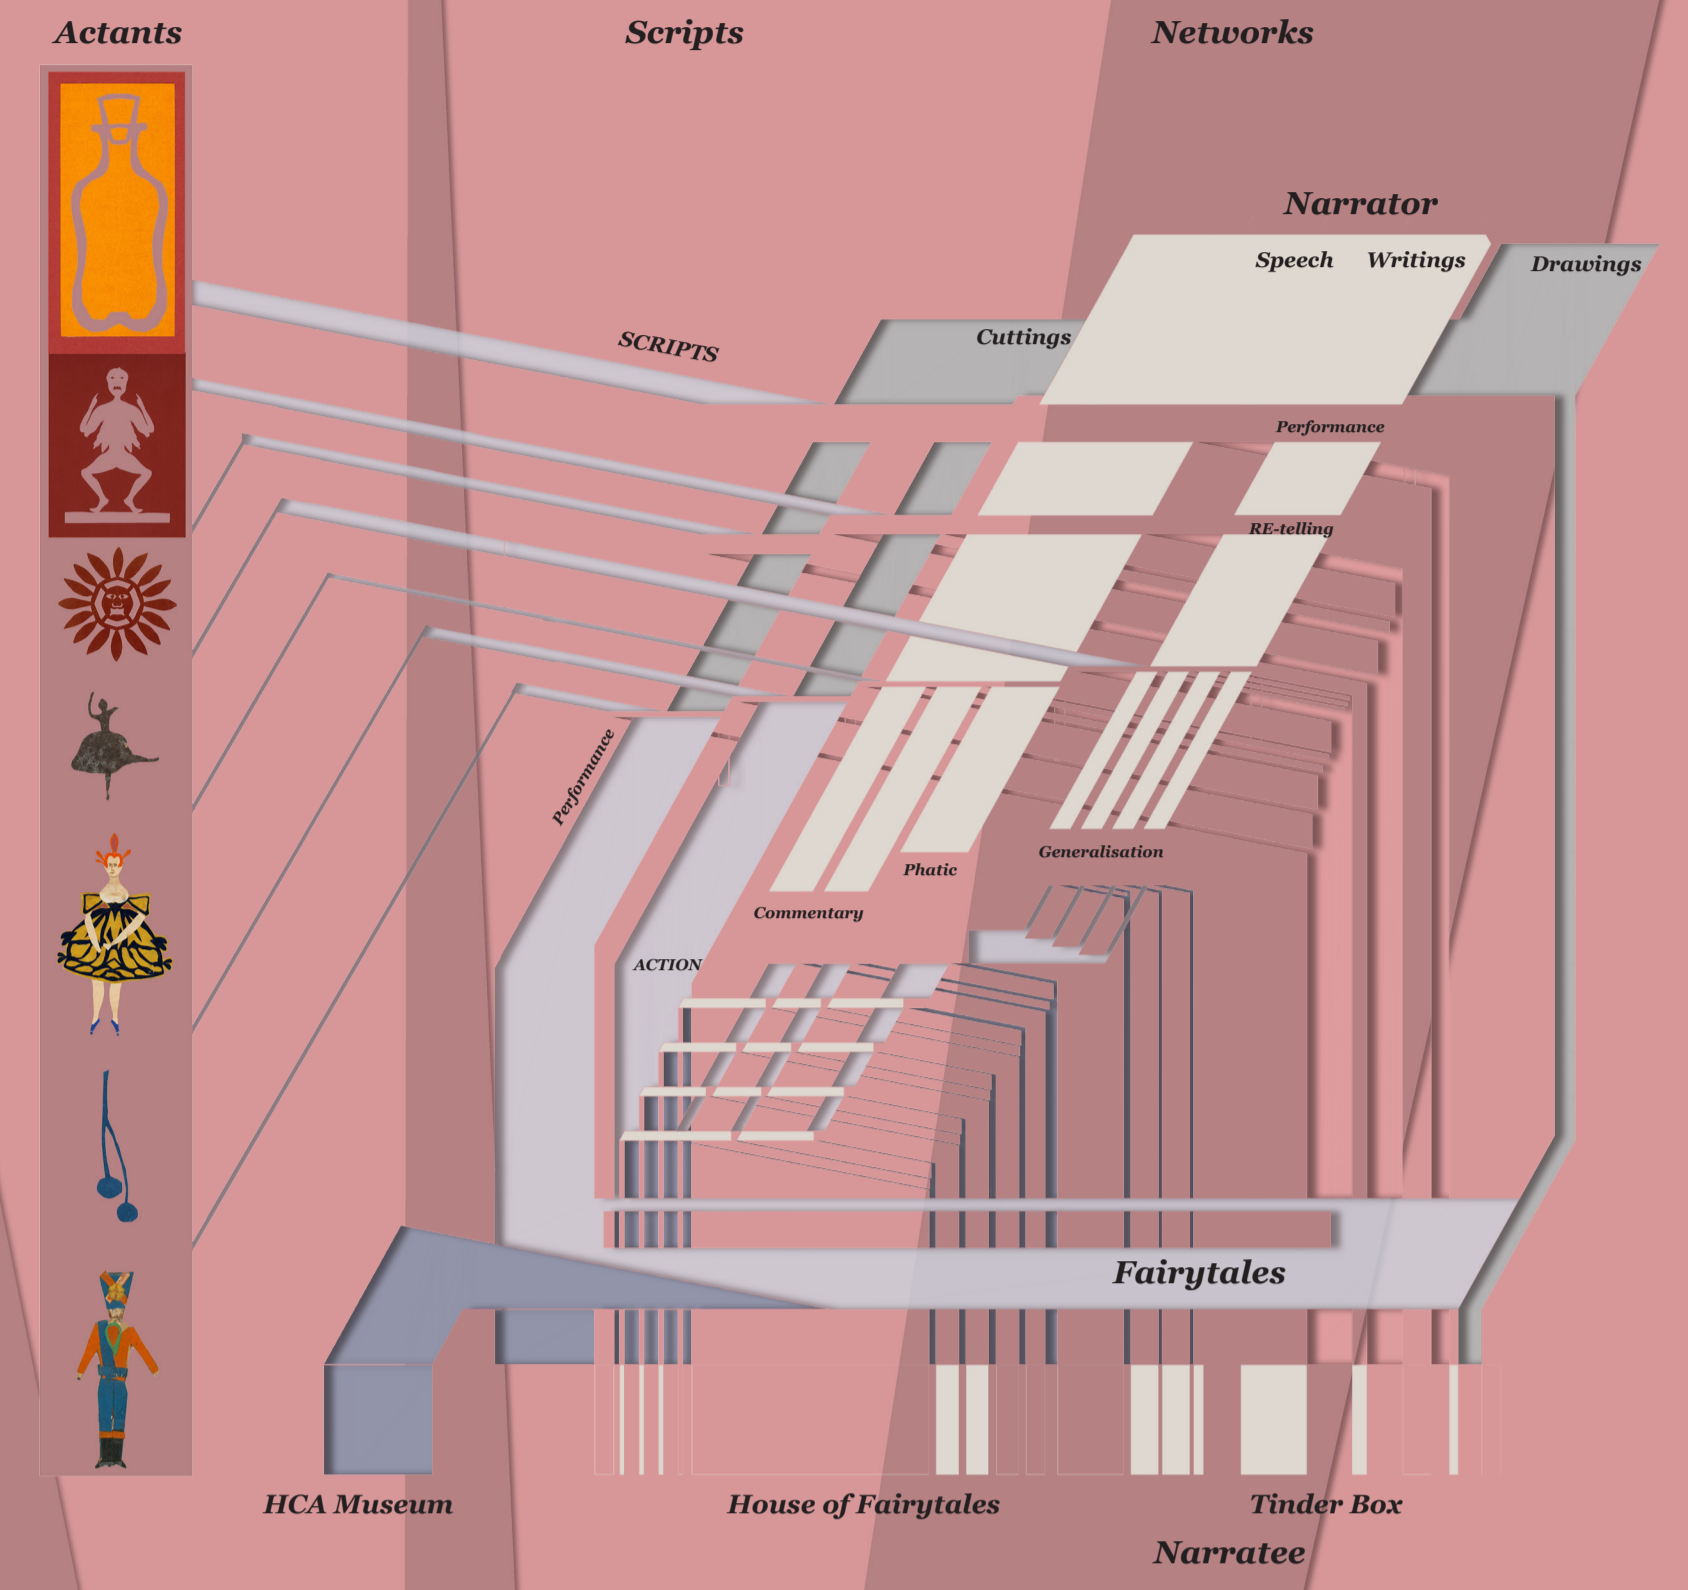 Actants
Scripts
Networks
Narrator
Speech
Writings
Drawings
SCRIPTS
Cuttings
Performance
RE-telling
Performance
Generalisation
Phatic
Commentary
ACTION
Fairytales
HCA Museum
House of Fairytales
Tinder Box
Narratee